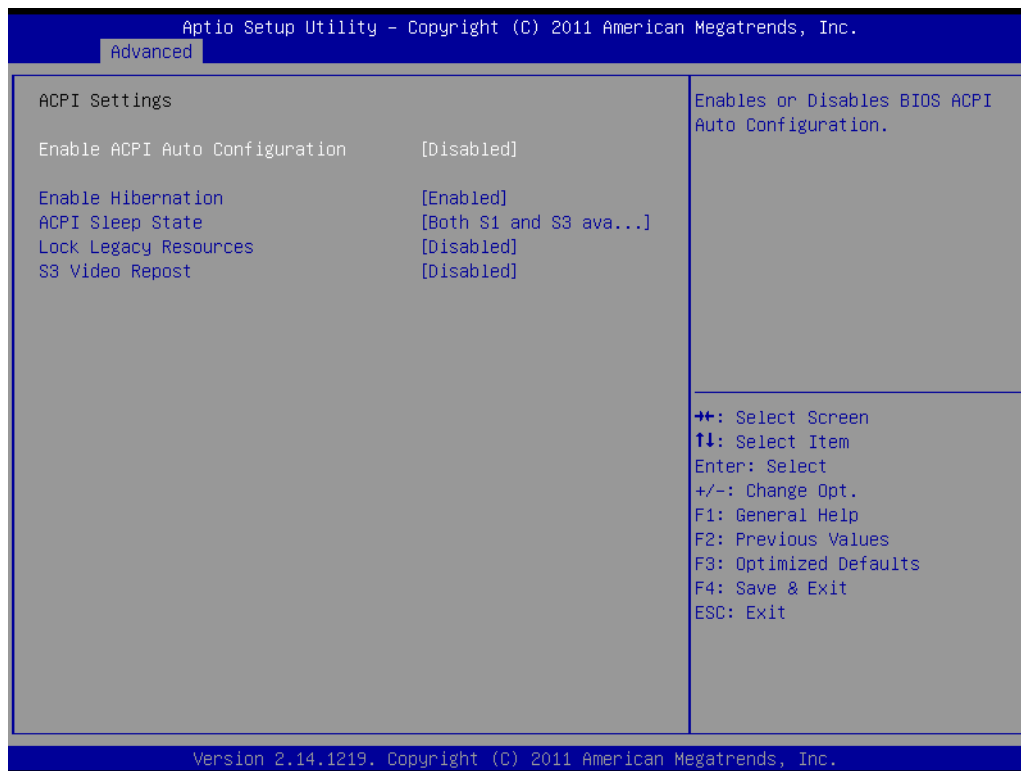 Aptio Setup Utility – Copyright (C) 2011 American Megatrends, Inc.
Advanced
ACPI Settings
Enable ACPI Auto Configuration [Disabled]
Enable Hibernation [Enabled]
ACPI Sleep State [Both S1 and S3 ava...]
Lock Legacy Resources [Disabled]
S3 Video Repost [Disabled]
Enables or Disables BIOS ACPI
Auto Configuration.
→←: Select Screen
↑↓: Select Item
Enter: Select
+/-: Change Opt.
F1: General Help
F2: Previous Values
F3: Optimized Defaults
F4: Save & Exit
ESC: Exit
Version 2.14.1219. Copyright (C) 2011 American Megatrends, Inc.